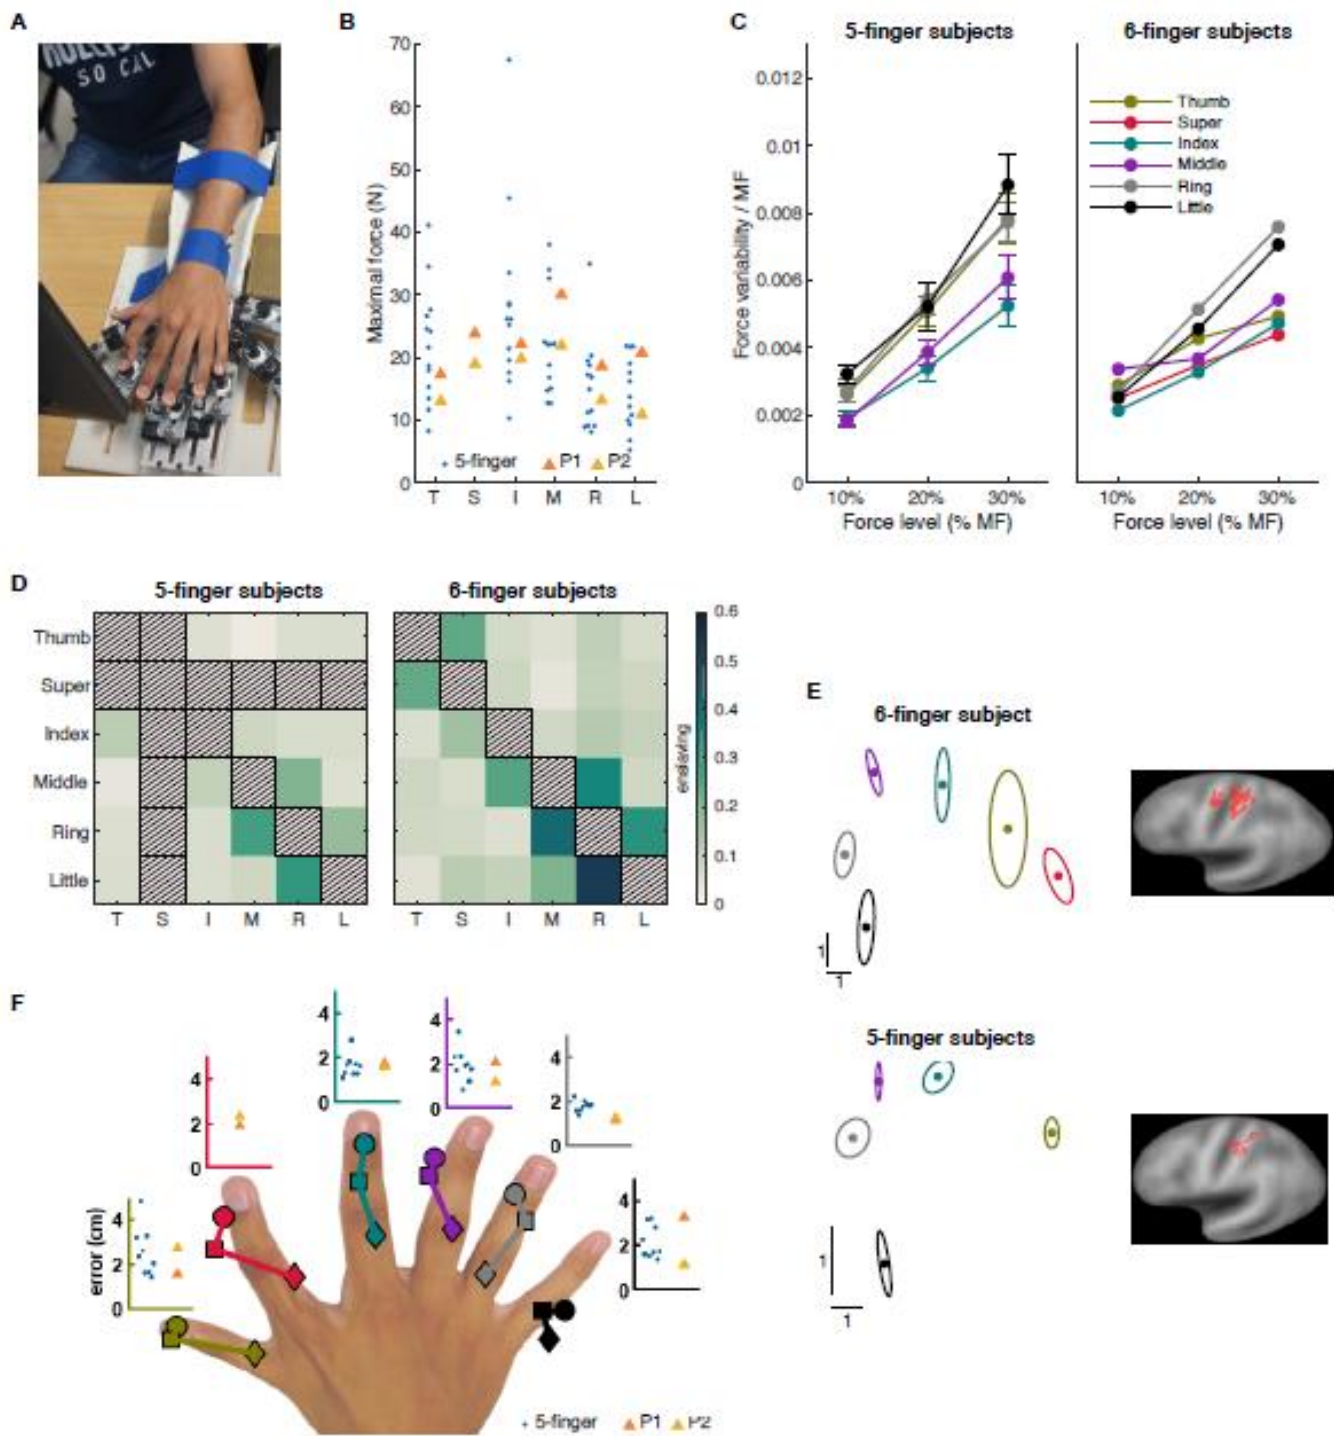 A
HOLLYW
SO CAL
B
70
60
50
40
30
20
10
0
Maximal force (N)
5-finger
P1
P2
T S I M R L
C
5-finger subjects
6-finger subjects
0.012
0.01
0.008
0.006
0.004
0.002
0
Force variability / MF
10% 20% 30%
Force level (% MF)
Thumb
Super
Index
Middle
Ring
Little
10% 20% 30%
Force level (% MF)
D
5-finger subjects
6-finger subjects
Thumb
Super
Index
Middle
Ring
Little
T S I M R L
T S I M R L
0.6
0.5
0.4
0.3
0.2
0.1
0
enslaving
E
6-finger subject
1
1
5-finger subjects
1
1
F
4
2
0
4
2
0
4
2
0
4
2
0
4
2
0
4
2
0
error (cm)
5-finger
P1
P2